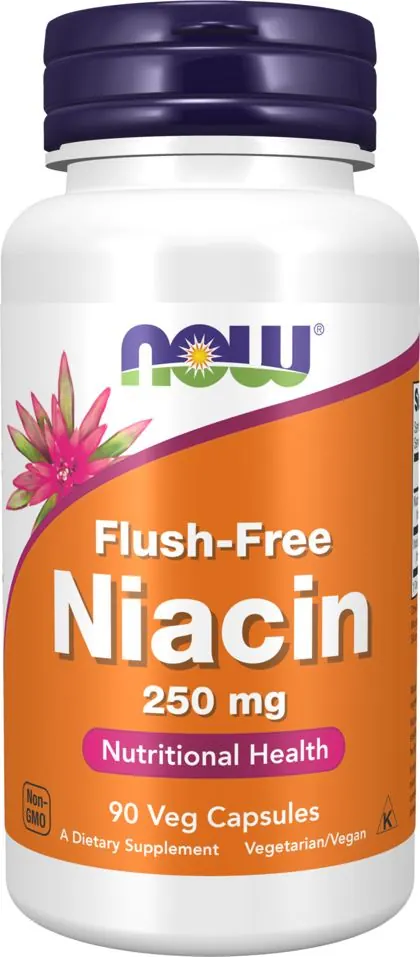 NOW®
Flush-Free
Niacin
250 mg
Nutritional Health
90 Veg Capsules
Non-
GMO
A Dietary Supplement
Vegetarian/Vegan
K